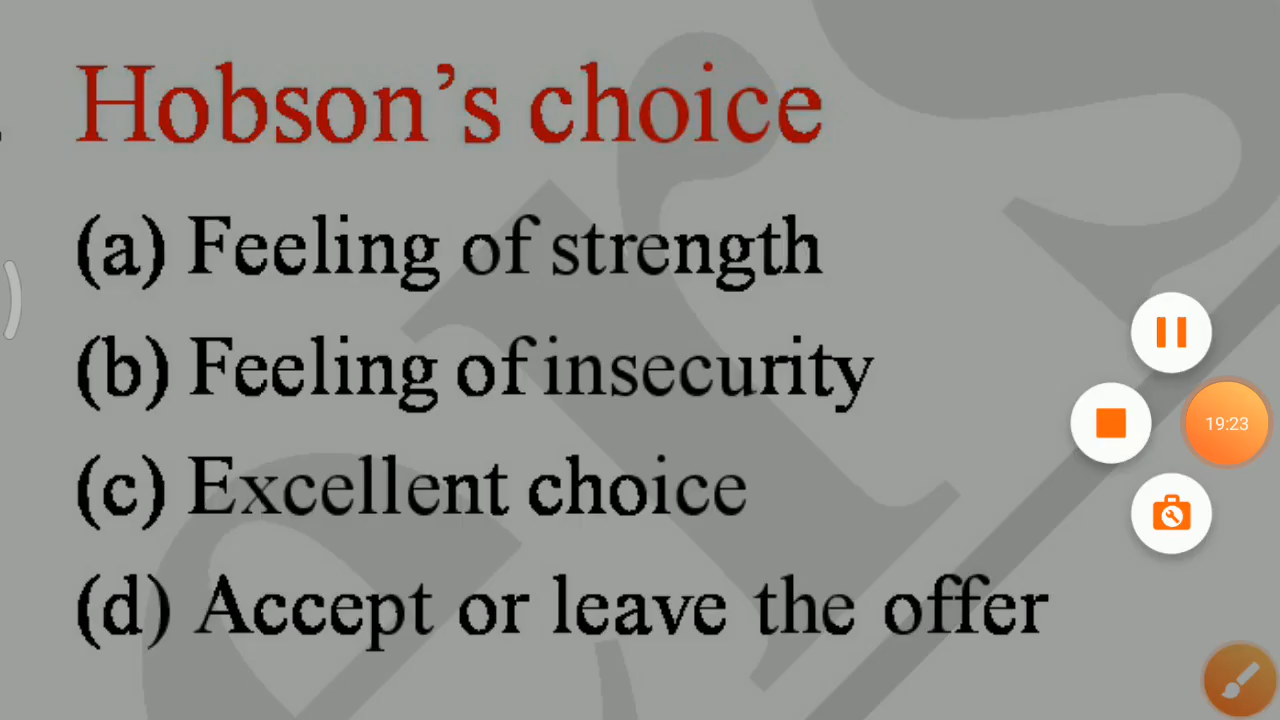 Hobson’s choice
(a) Feeling of strength
(b) Feeling of insecurity
(c) Excellent choice
(d) Accept or leave the offer
19:23